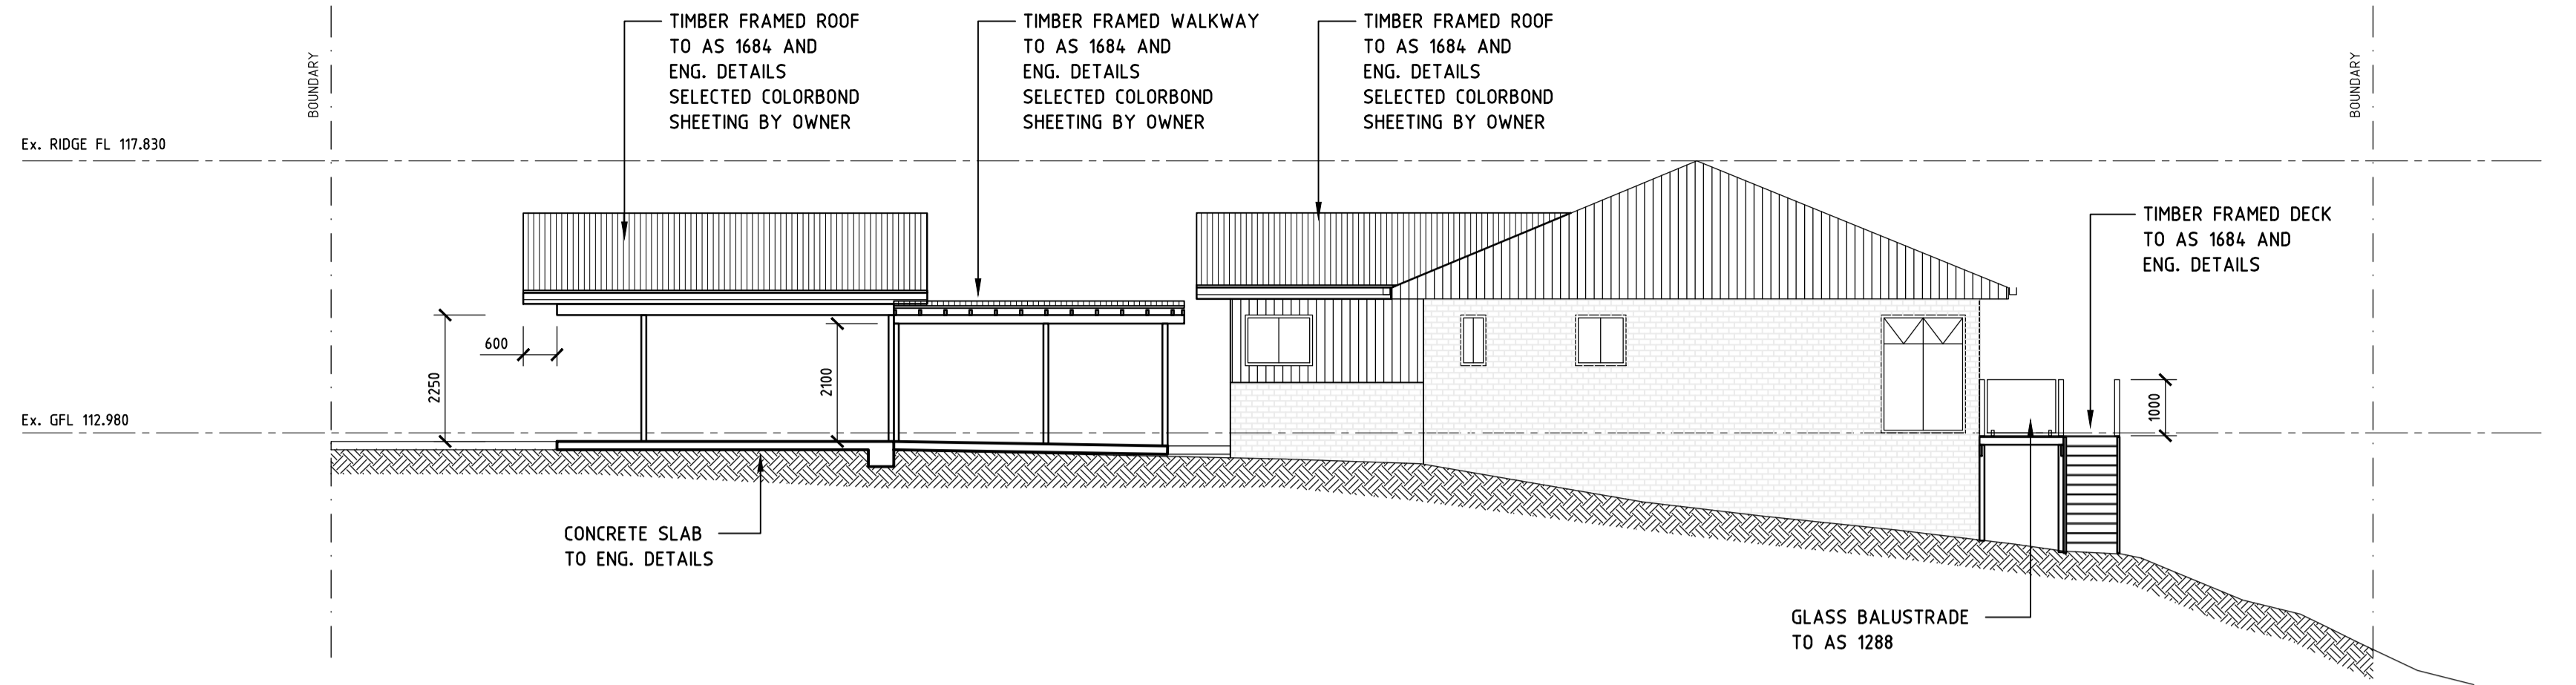 TIMBER FRAMED ROOF
TO AS 1684 AND
ENG. DETAILS
SELECTED COLORBOND
SHEETING BY OWNER
TIMBER FRAMED WALKWAY
TO AS 1684 AND
ENG. DETAILS
SELECTED COLORBOND
SHEETING BY OWNER
TIMBER FRAMED ROOF
TO AS 1684 AND
ENG. DETAILS
SELECTED COLORBOND
SHEETING BY OWNER
BOUNDARY
BOUNDARY
Ex. RIDGE FL 117.830
TIMBER FRAMED DECK
TO AS 1684 AND
ENG. DETAILS
600
2250
2100
1000
Ex. GFL 112.980
CONCRETE SLAB
TO ENG. DETAILS
GLASS BALUSTRADE
TO AS 1288